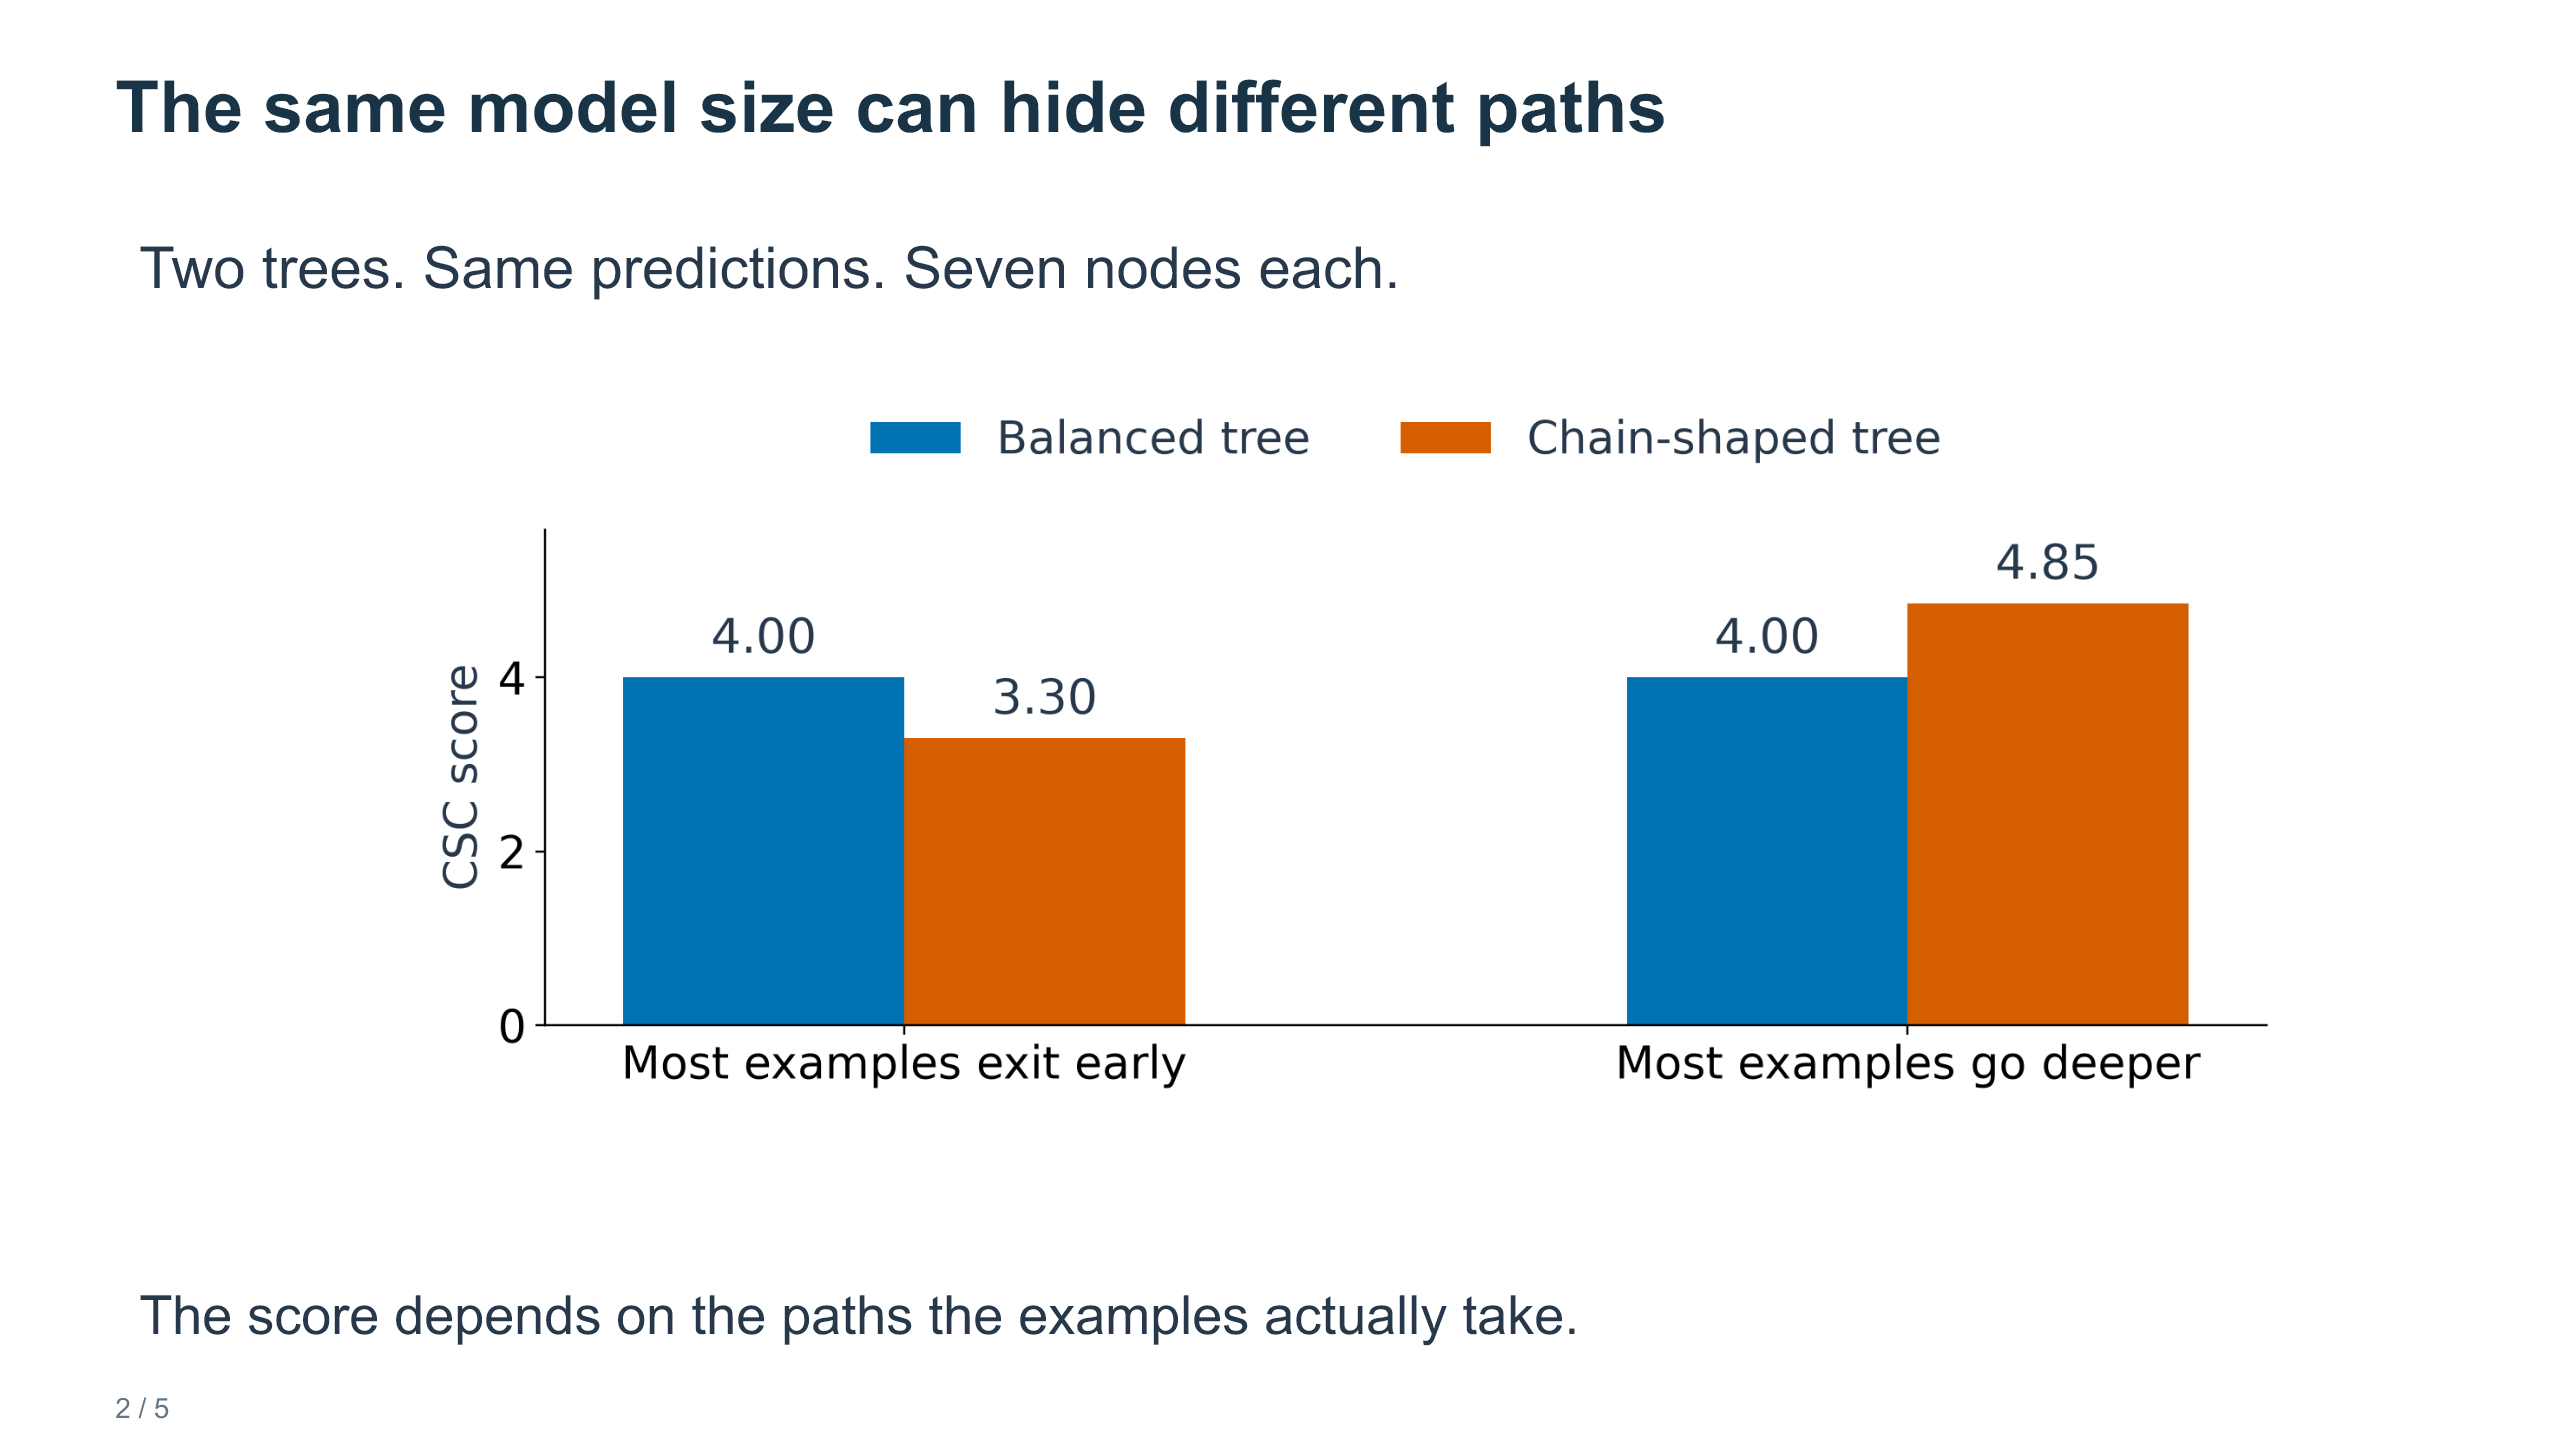 The same model size can hide different paths
Two trees. Same predictions. Seven nodes each.
Balanced tree Chain-shaped tree
CSC score
4
2
0
4.00
3.30
4.00
4.85
Most examples exit early
Most examples go deeper
The score depends on the paths the examples actually take.
2 / 5